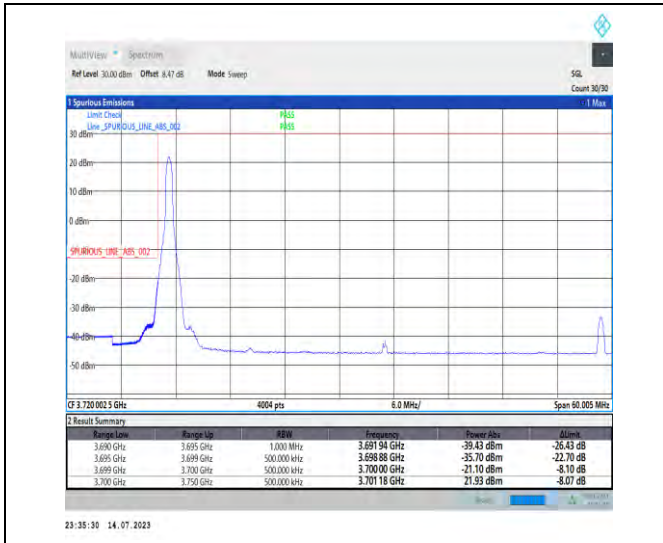 MultiView Spectrum
Ref Level 30.00 dBm Offset 8.47 dB Mode Sweep SGL
Count 30/30
1 Spurious Emissions 1 Max
Limit Check PASS
Line _SPURIOUS_LINE_ABS_002 PASS
30 dBm
20 dBm
10 dBm
0 dBm
_SPURIOUS_LINE_ABS_002
-20 dBm
-30 dBm
-40 dBm
-50 dBm
CF 3.720 002 5 GHz 4004 pts 6.0 MHz/ Span 60.005 MHz
2 Result Summary
Range Low Range Up RBW Frequency Power Abs ΔLimit
3.690 GHz 3.695 GHz 1.000 MHz 3.691 94 GHz -39.43 dBm -26.43 dB
3.695 GHz 3.699 GHz 500.000 kHz 3.698 88 GHz -35.70 dBm -22.70 dB
3.699 GHz 3.700 GHz 500.000 kHz 3.700 00 GHz -21.10 dBm -8.10 dB
3.700 GHz 3.750 GHz 500.000 kHz 3.701 18 GHz 21.93 dBm -8.07 dB
23:35:30 14.07.2023